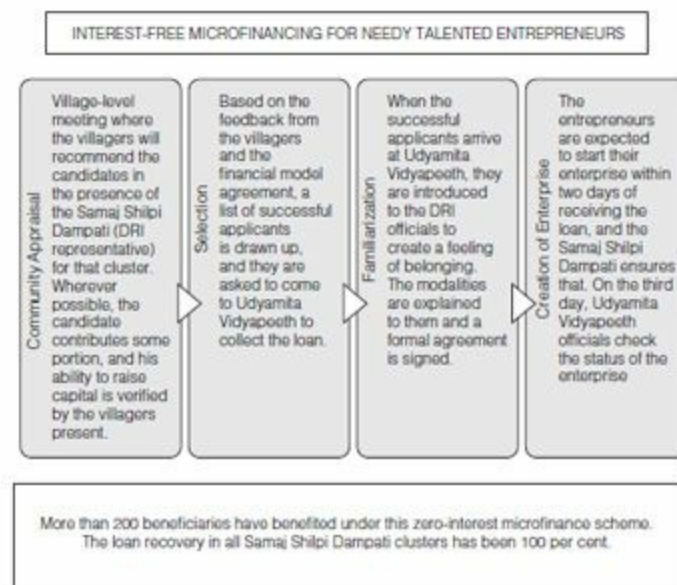 INTEREST-FREE MICROFINANCING FOR NEEDY TALENTED ENTREPRENEURS
Community Appraisal
Village-level
meeting where
the villagers will
recommend the
candidates in
the presence of
the Samaj Shilpi
Dampati (DRI
representative)
for that cluster.
Wherever
possible, the
candidate
contributes some
portion, and his
ability to raise
capital is verified
by the villagers
present.
Selection
Based on the
feedback from
the villagers
and the
financial model
agreement, a
list of successful
applicants
is drawn up,
and they are
asked to come
to Udyamita
Vidyapeeth to
collect the loan.
Familiarization
When the
successful
applicants arrive
at Udyamita
Vidyapeeth, they
are introduced
to the DRI
officials to
create a feeling
of belonging.
The modalities
are explained
to them and a
formal agreement
is signed.
Creation of Enterprise
The
entrepreneurs
are expected
to start their
enterprise within
two days of
receiving the
loan, and the
Samaj Shilpi
Dampati ensures
that. On the third
day, Udyamita
Vidyapeeth
officials check
the status of the
enterprise
More than 200 beneficiaries have benefited under this zero-interest microfinance scheme.
The loan recovery in all Samaj Shilpi Dampati clusters has been 100 per cent.